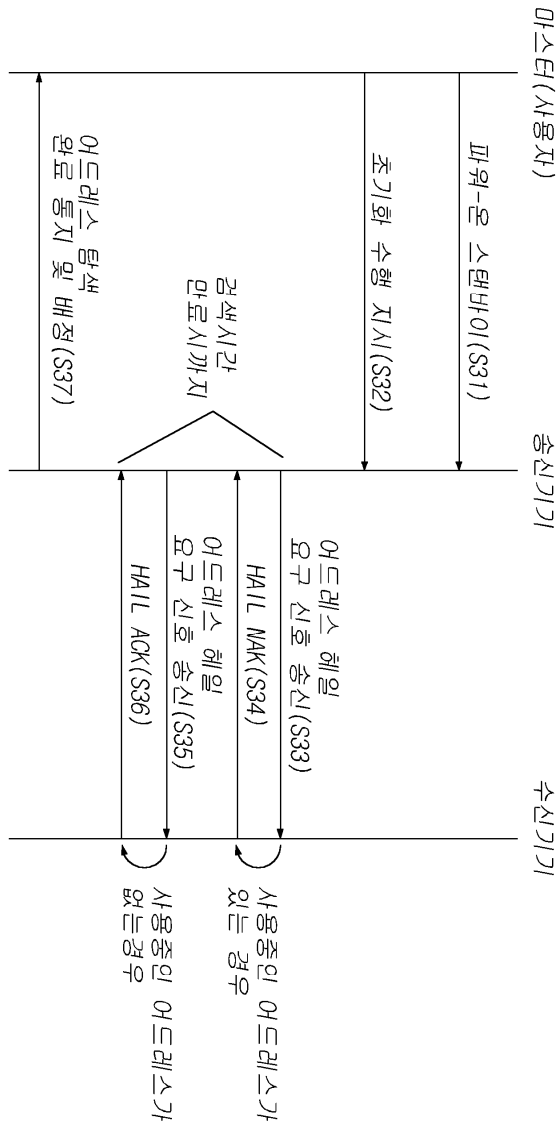 마스터(사용자)
송신기기
수신기기
파워-온 스탠바이(S31)
초기화 수행 지시(S32)
어드레스 헤일
요구 신호 송신(S33)
사용중인 어드레스가
있는 경우
HAIL NAK(S34)
검색시간
만료시까지
어드레스 헤일
요구 신호 송신(S35)
사용중인 어드레스가
없는경우
HAIL ACK(S36)
어드레스 탐색
완료 통지 및 배정(S37)